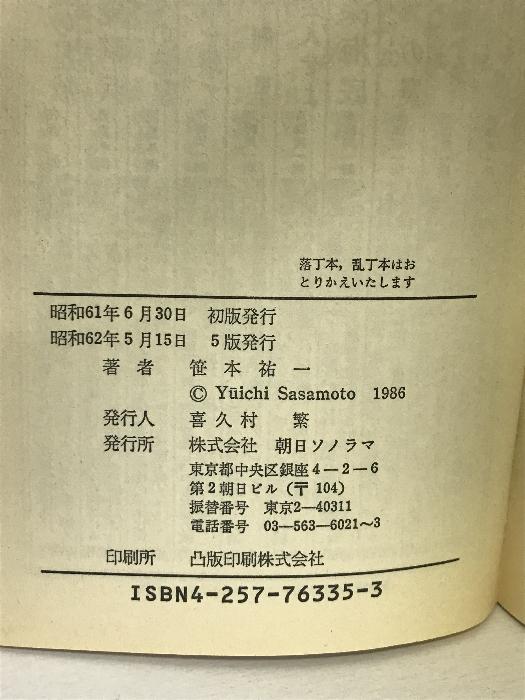 落丁本，乱丁本はお
とりかえいたします
昭和61年6月30日　初版発行
昭和62年5月15日　5版発行
著者　笹本祐一
© Yūichi Sasamoto 1986
発行人　喜久村　繁
発行所　株式会社　朝日ソノラマ
東京都中央区銀座4－2－6
第2朝日ビル（〒104）
振替番号　東京2―40311
電話番号　03―563―6021～3
印刷所　凸版印刷株式会社
ISBN4-257-76335-3